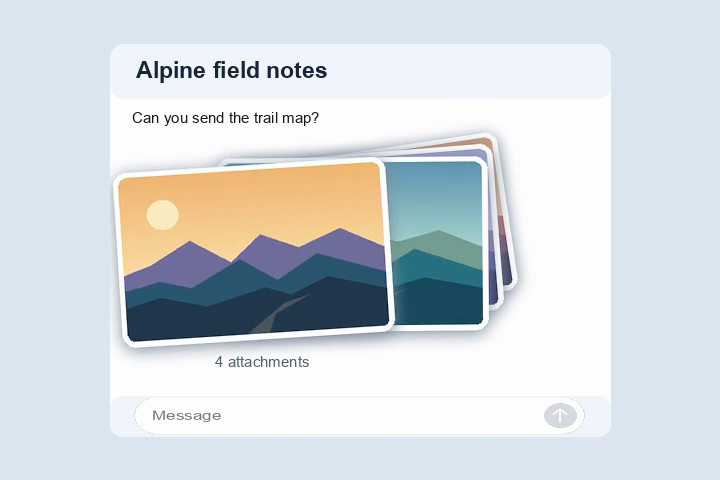 Alpine field notes
Can you send the trail map?
4 attachments
Message